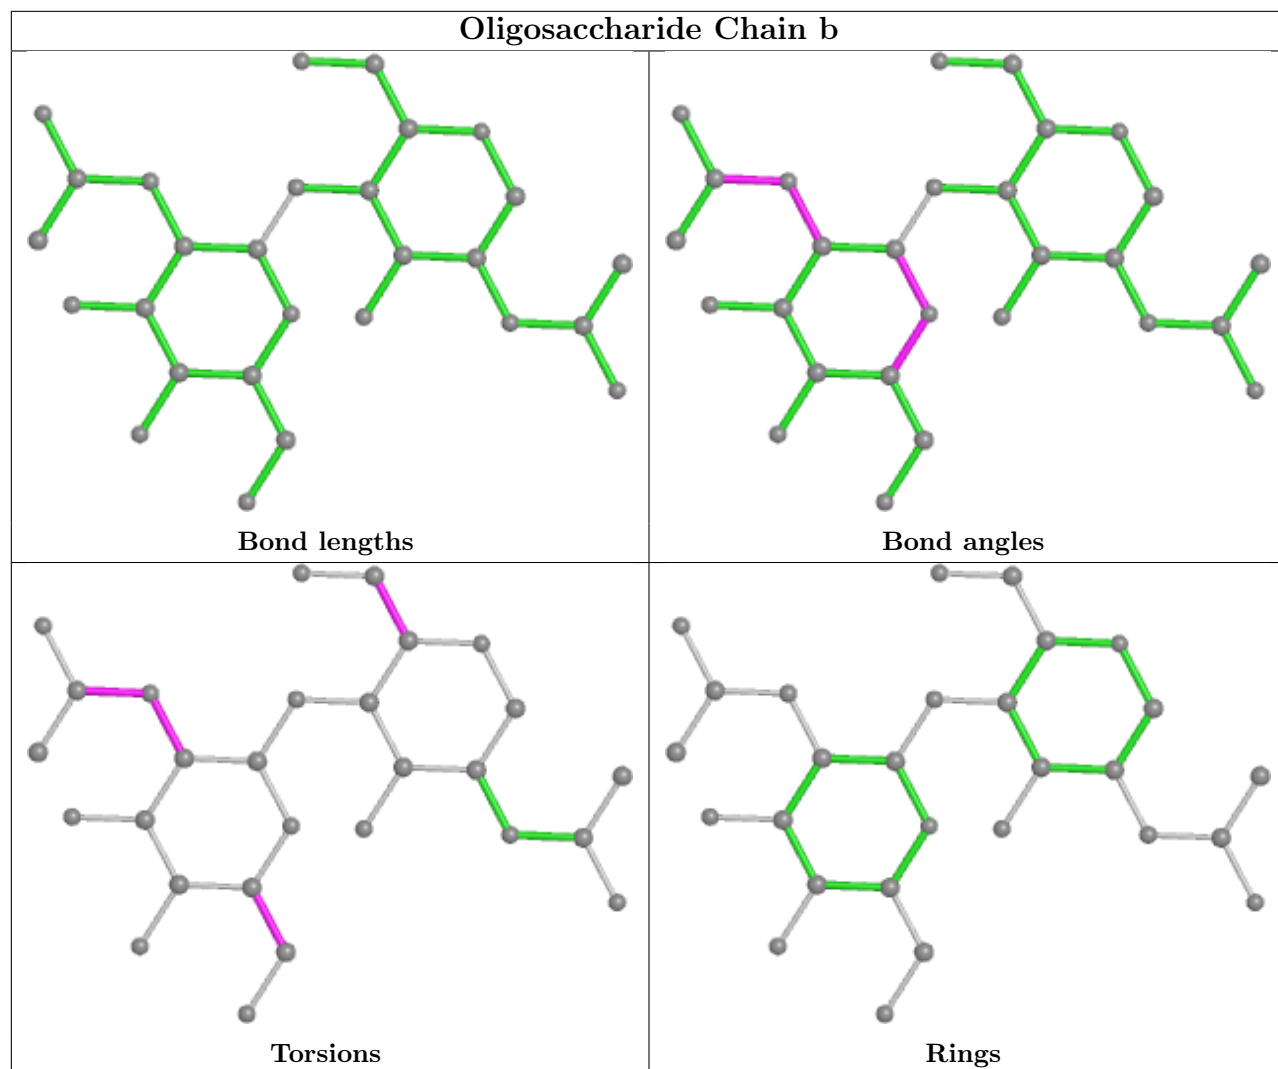 Oligosaccharide Chain b
Bond lengths
Bond angles
Torsions
Rings